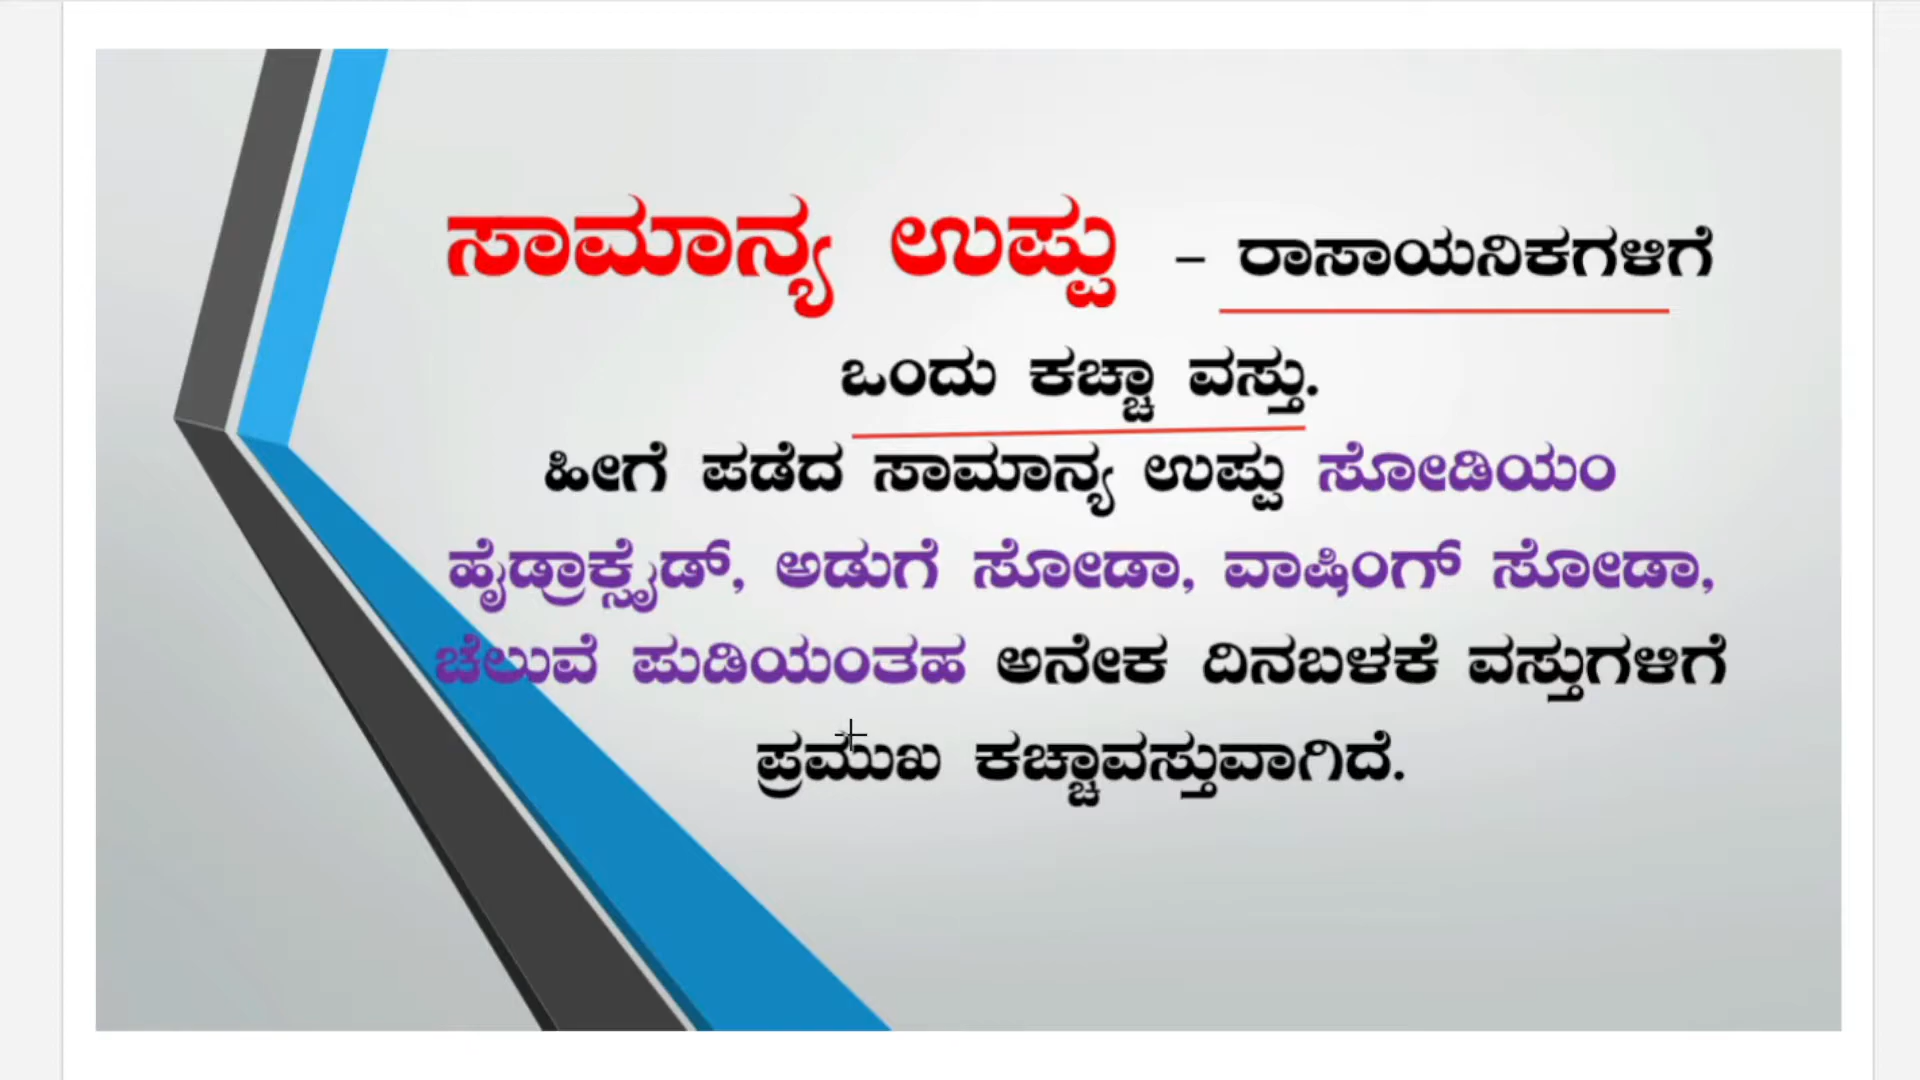 ಸಾಮಾನ್ಯ ಉಪ್ಪು – ರಾಸಾಯನಿಕಗಳಿಗೆ
ಒಂದು ಕಚ್ಚಾ ವಸ್ತು.
ಹೀಗೆ ಪಡೆದ ಸಾಮಾನ್ಯ ಉಪ್ಪು ಸೋಡಿಯಂ
ಹೈಡ್ರಾಕ್ಸೈಡ್, ಅಡುಗೆ ಸೋಡಾ, ವಾಷಿಂಗ್ ಸೋಡಾ,
ಚೆಲುವೆ ಪುಡಿಯಂತಹ ಅನೇಕ ದಿನಬಳಕೆ ವಸ್ತುಗಳಿಗೆ
ಪ್ರಮುಖ ಕಚ್ಚಾವಸ್ತುವಾಗಿದೆ.